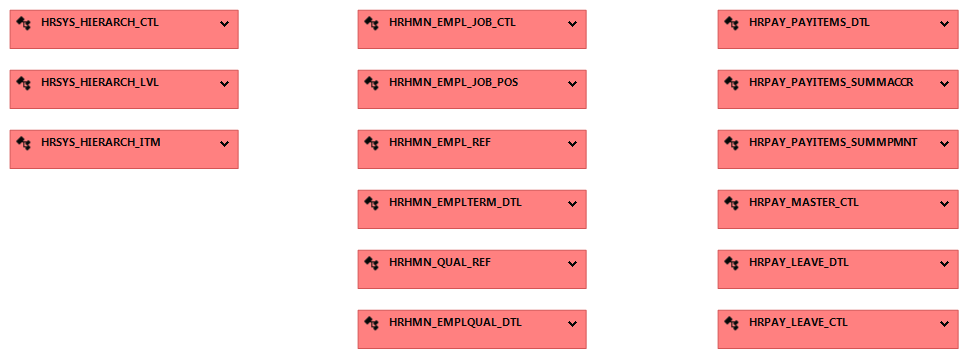 HRSYS_HIERARCH_CTL
HRSYS_HIERARCH_LVL
HRSYS_HIERARCH_ITM
HRHMN_EMPL_JOB_CTL
HRHMN_EMPL_JOB_POS
HRHMN_EMPL_REF
HRHMN_EMPLTERM_DTL
HRHMN_QUAL_REF
HRHMN_EMPLQUAL_DTL
HRPAY_PAYITEMS_DTL
HRPAY_PAYITEMS_SUMMACCR
HRPAY_PAYITEMS_SUMMPMNT
HRPAY_MASTER_CTL
HRPAY_LEAVE_DTL
HRPAY_LEAVE_CTL